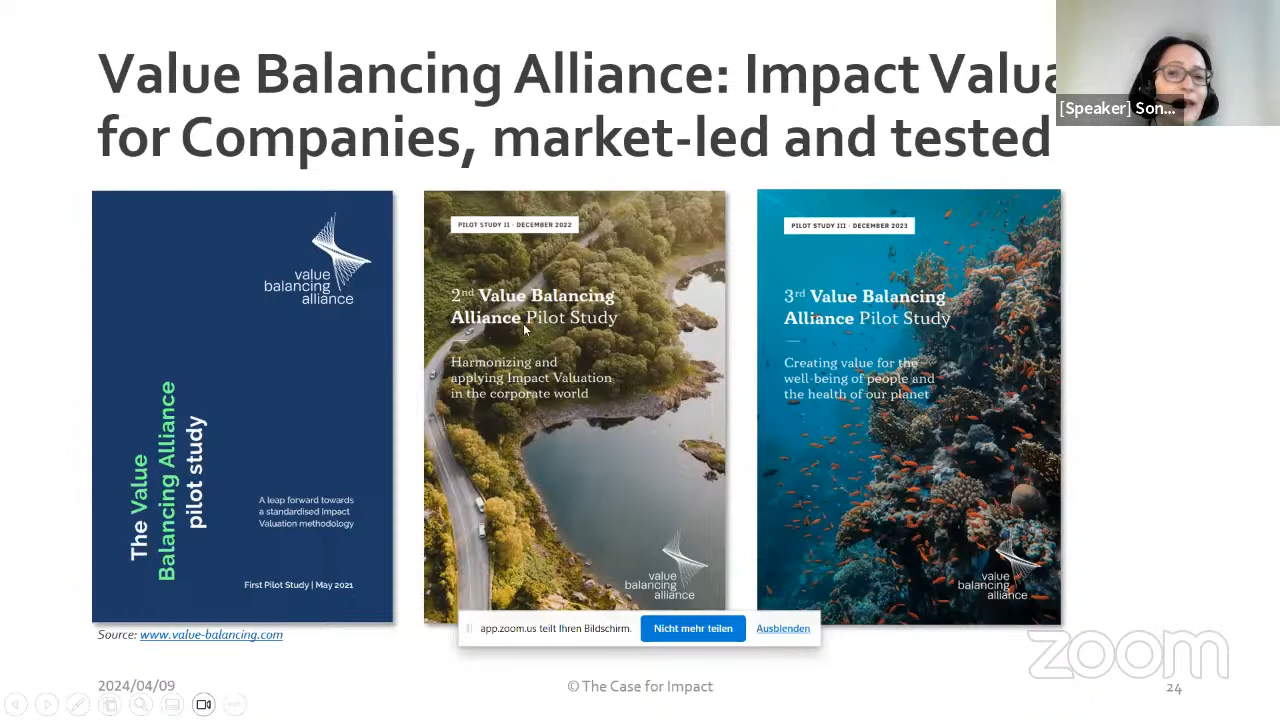 Value Balancing Alliance: Impact Valua
for Companies, market-led and tested
[Speaker] Son...
value
balancing
alliance
The Value
Balancing Alliance
pilot study
A leap forward towards
a standardised Impact
Valuation methodology
First Pilot Study | May 2021
PILOT STUDY II · DECEMBER 2022
2nd Value Balancing
Alliance Pilot Study
Harmonizing and
applying Impact Valuation
in the corporate world
value
balancing
alliance
PILOT STUDY III · DECEMBER 2023
3rd Value Balancing
Alliance Pilot Study
Creating value for the
well-being of people and
the health of our planet
value
balancing
alliance
app.zoom.us teilt Ihren Bildschirm.
Nicht mehr teilen
Ausblenden
Source: www.value-balancing.com
zoom
2024/04/09
© The Case for Impact
24